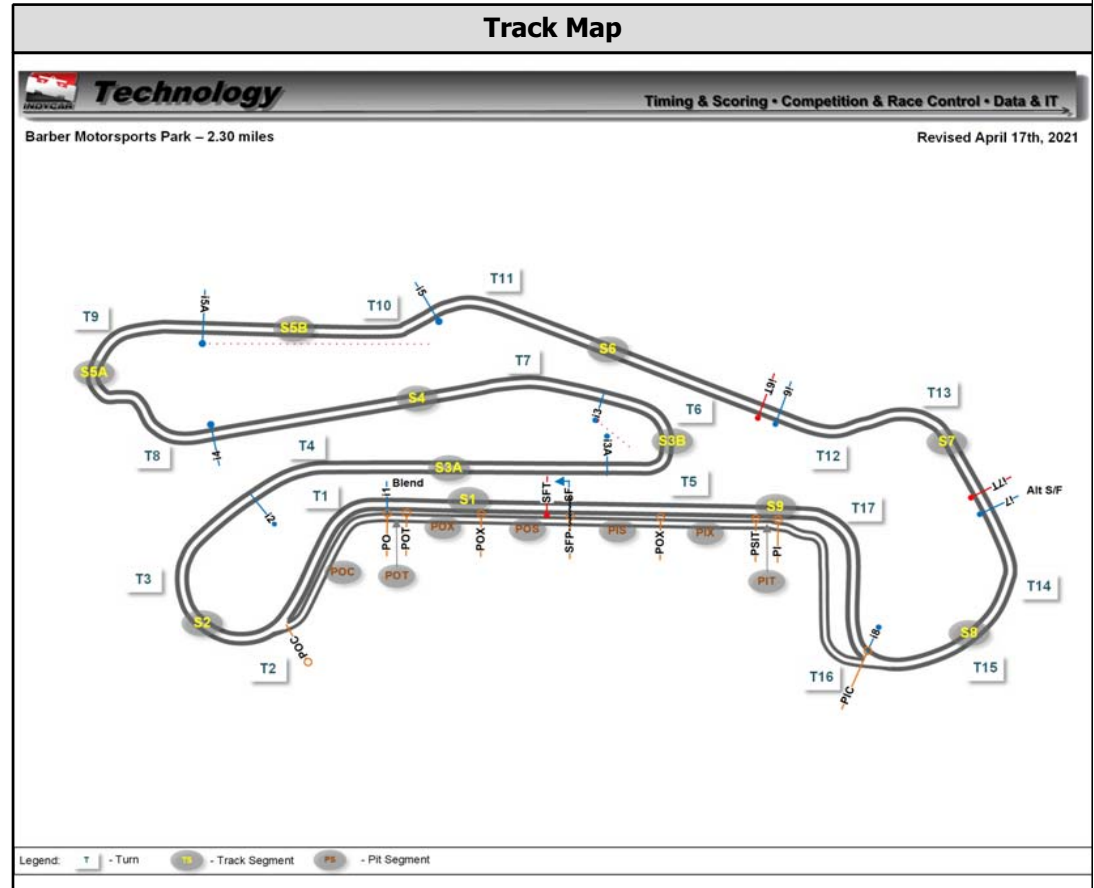 Track Map
INDYCAR Technology
Timing & Scoring • Competition & Race Control • Data & IT
Barber Motorsports Park – 2.30 miles
Revised April 17th, 2021
T11
i5A
i5
T10
T9
S5B
S6
T7
S5A
S4
i6T
i6
T13
i3
T6
T8
i4
T4
i3A
S3B
T12
S7
S3A
T5
i7T
i7
Alt S/F
T1
i1
Blend
S1
SFT
SF
S9
T17
i2
PO
POT
POX
POX
POS
SFP
PIS
POX
PIX
PSIT
PI
T3
POC
POT
PIT
T14
S2
POC
i8
S8
T2
T16
PIC
T15
Legend: T - Turn TS - Track Segment PS - Pit Segment